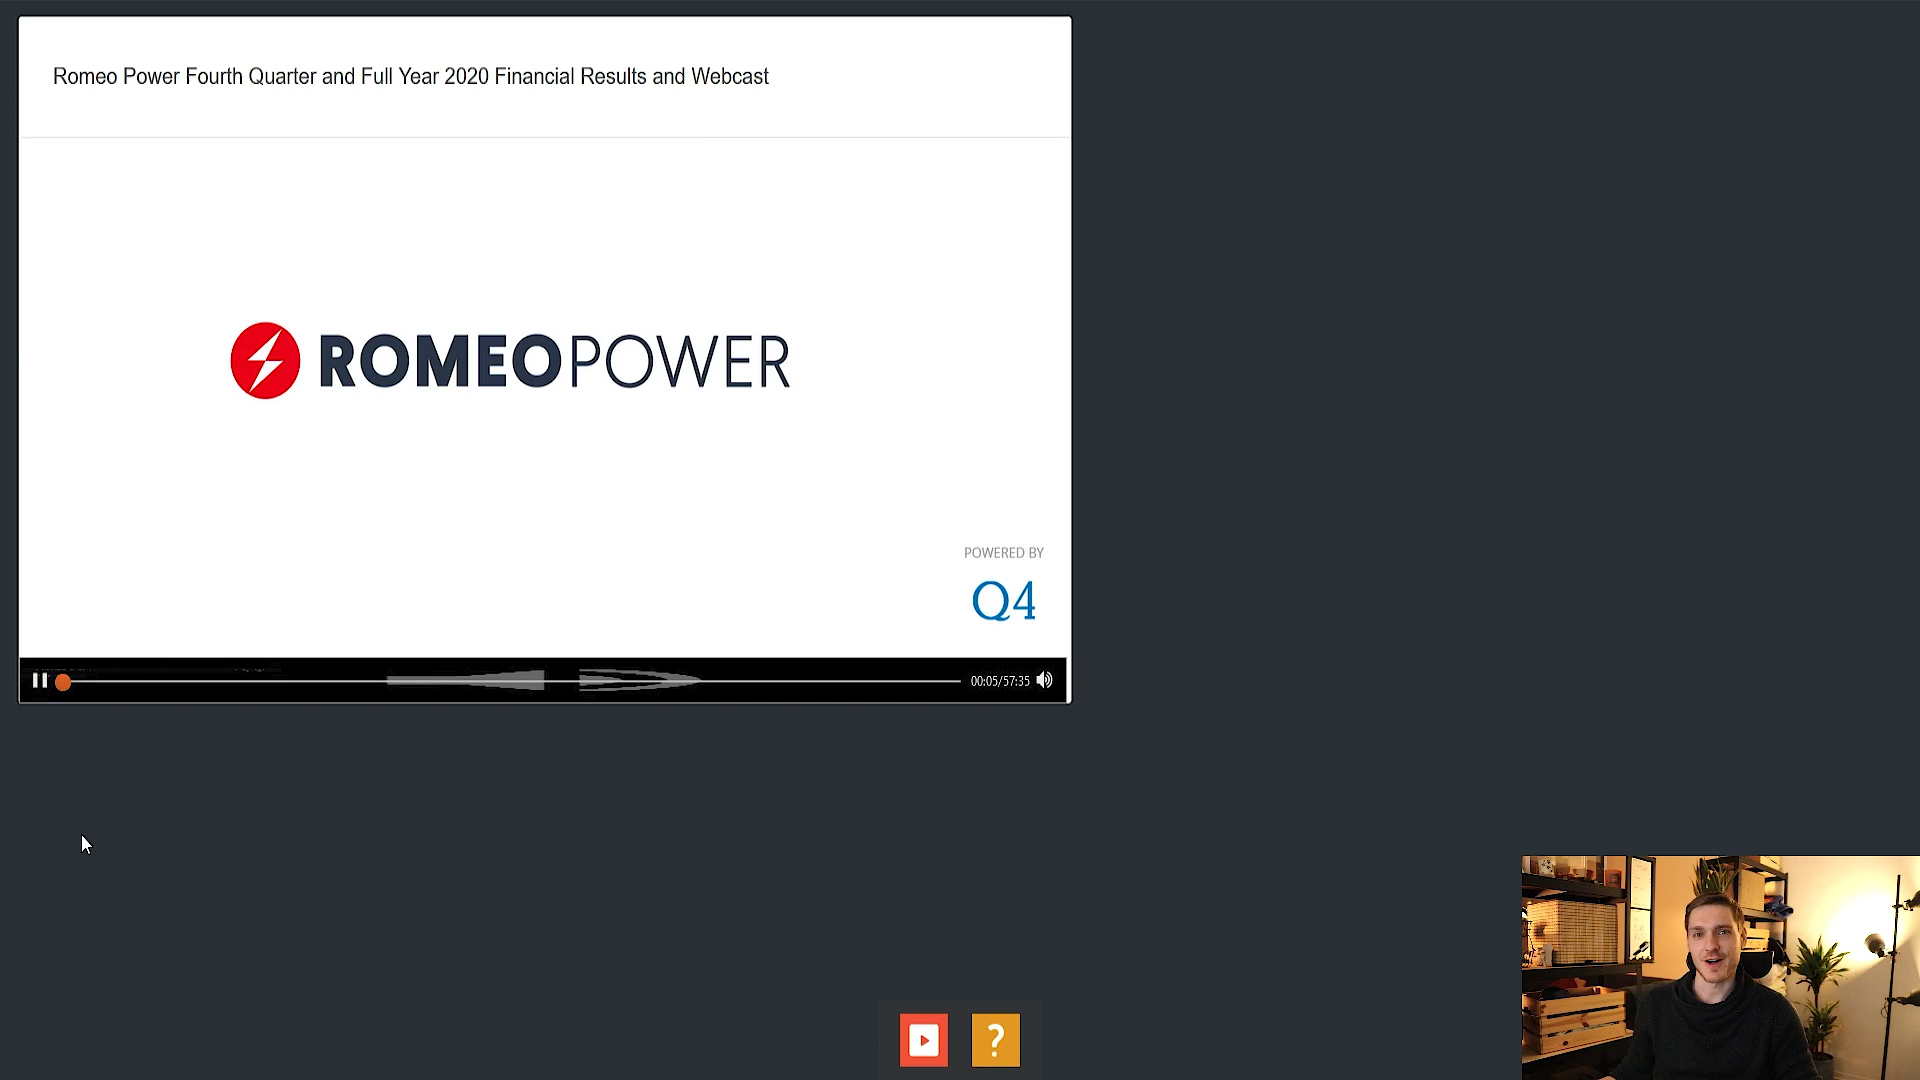 Romeo Power Fourth Quarter and Full Year 2020 Financial Results and Webcast
ROMEOPOWER
POWERED BY
Q4
00:05/57:35
?